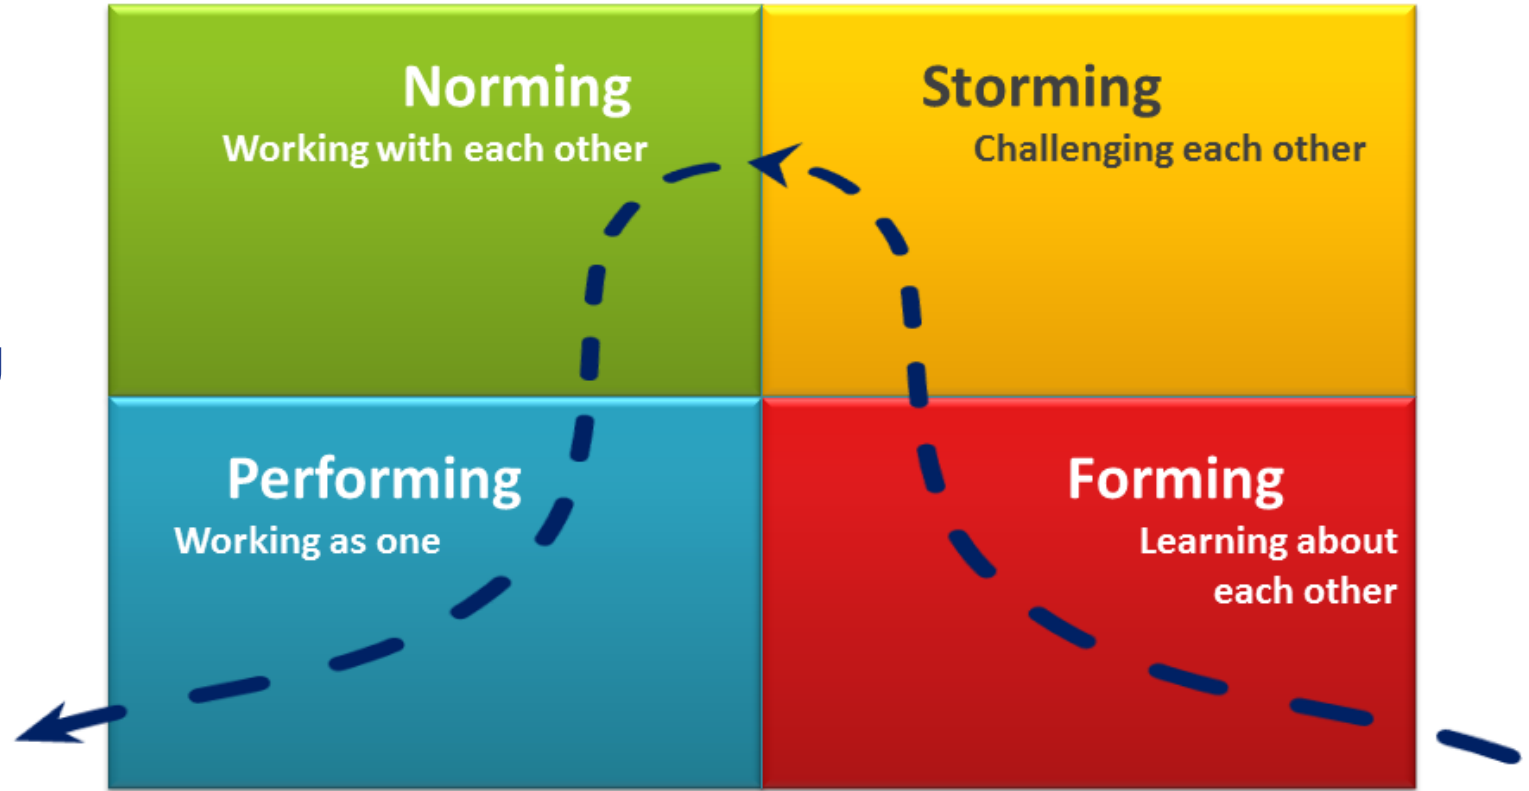 Norming
Working with each other
Storming
Challenging each other
Performing
Working as one
Forming
Learning about
each other